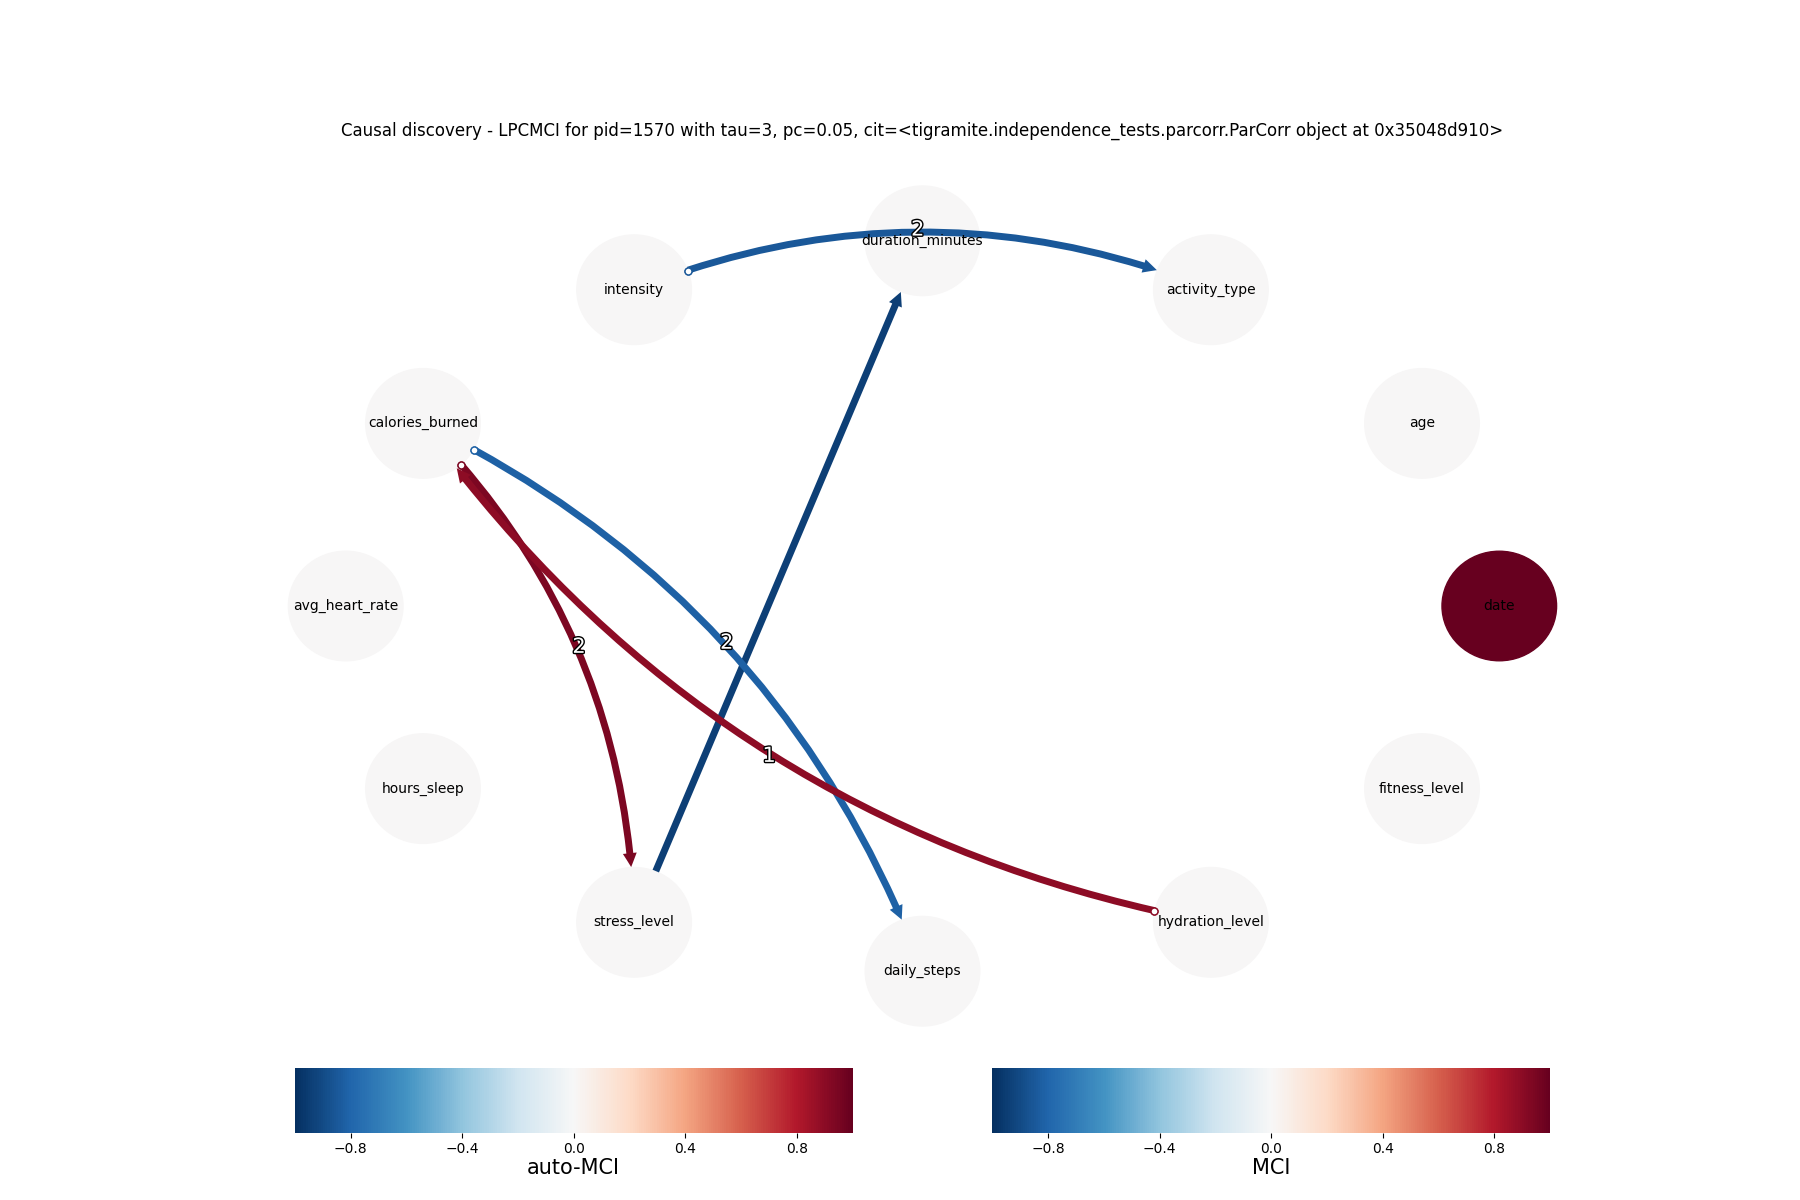 Causal discovery - LPCMCI for pid=1570 with tau=3, pc=0.05, cit=<tigramite.independence_tests.parcorr.ParCorr object at 0x35048d910>
2
duration_minutes
intensity
activity_type
calories_burned
age
avg_heart_rate
date
2
2
1
hours_sleep
fitness_level
stress_level
hydration_level
daily_steps
−0.8 −0.4 0.0 0.4 0.8
auto-MCI
−0.8 −0.4 0.0 0.4 0.8
MCI